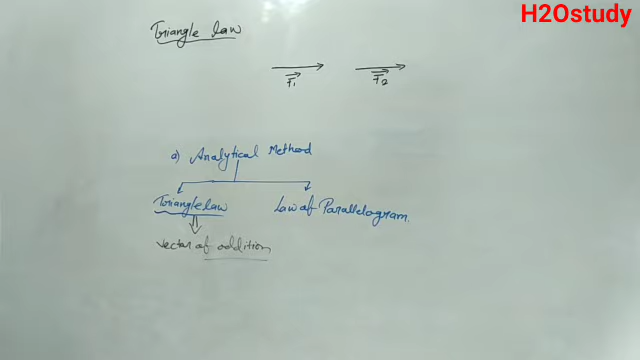 H2Ostudy
Triangle law
F1 F2
a) Analytical Method
Triangle law Law of Parallelogram.
vector of addition